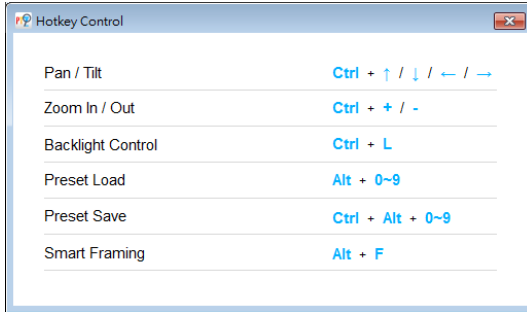 Hotkey Control
Pan / Tilt Ctrl + ↑ / ↓ / ← / →
Zoom In / Out Ctrl + + / -
Backlight Control Ctrl + L
Preset Load Alt + 0~9
Preset Save Ctrl + Alt + 0~9
Smart Framing Alt + F